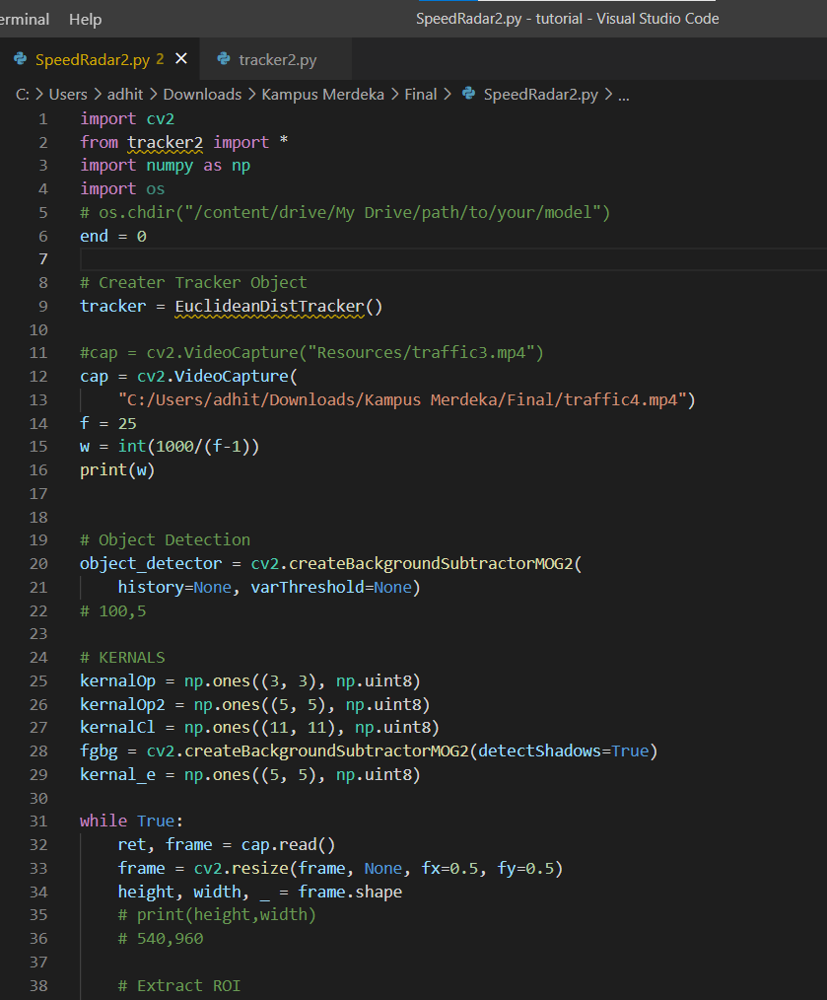 erminal Help SpeedRadar2.py - tutorial - Visual Studio Code
SpeedRadar2.py 2 × tracker2.py
C: > Users > adhit > Downloads > Kampus Merdeka > Final > SpeedRadar2.py > ...
1 import cv2
2 from tracker2 import *
3 import numpy as np
4 import os
5 # os.chdir("/content/drive/My Drive/path/to/your/model")
6 end = 0
7
8 # Creater Tracker Object
9 tracker = EuclideanDistTracker()
10
11 #cap = cv2.VideoCapture("Resources/traffic3.mp4")
12 cap = cv2.VideoCapture(
13     "C:/Users/adhit/Downloads/Kampus Merdeka/Final/traffic4.mp4")
14 f = 25
15 w = int(1000/(f-1))
16 print(w)
17
18
19 # Object Detection
20 object_detector = cv2.createBackgroundSubtractorMOG2(
21     history=None, varThreshold=None)
22 # 100,5
23
24 # KERNALS
25 kernalOp = np.ones((3, 3), np.uint8)
26 kernalOp2 = np.ones((5, 5), np.uint8)
27 kernalCl = np.ones((11, 11), np.uint8)
28 fgbg = cv2.createBackgroundSubtractorMOG2(detectShadows=True)
29 kernal_e = np.ones((5, 5), np.uint8)
30
31 while True:
32     ret, frame = cap.read()
33     frame = cv2.resize(frame, None, fx=0.5, fy=0.5)
34     height, width, _ = frame.shape
35     # print(height,width)
36     # 540,960
37
38     # Extract ROI